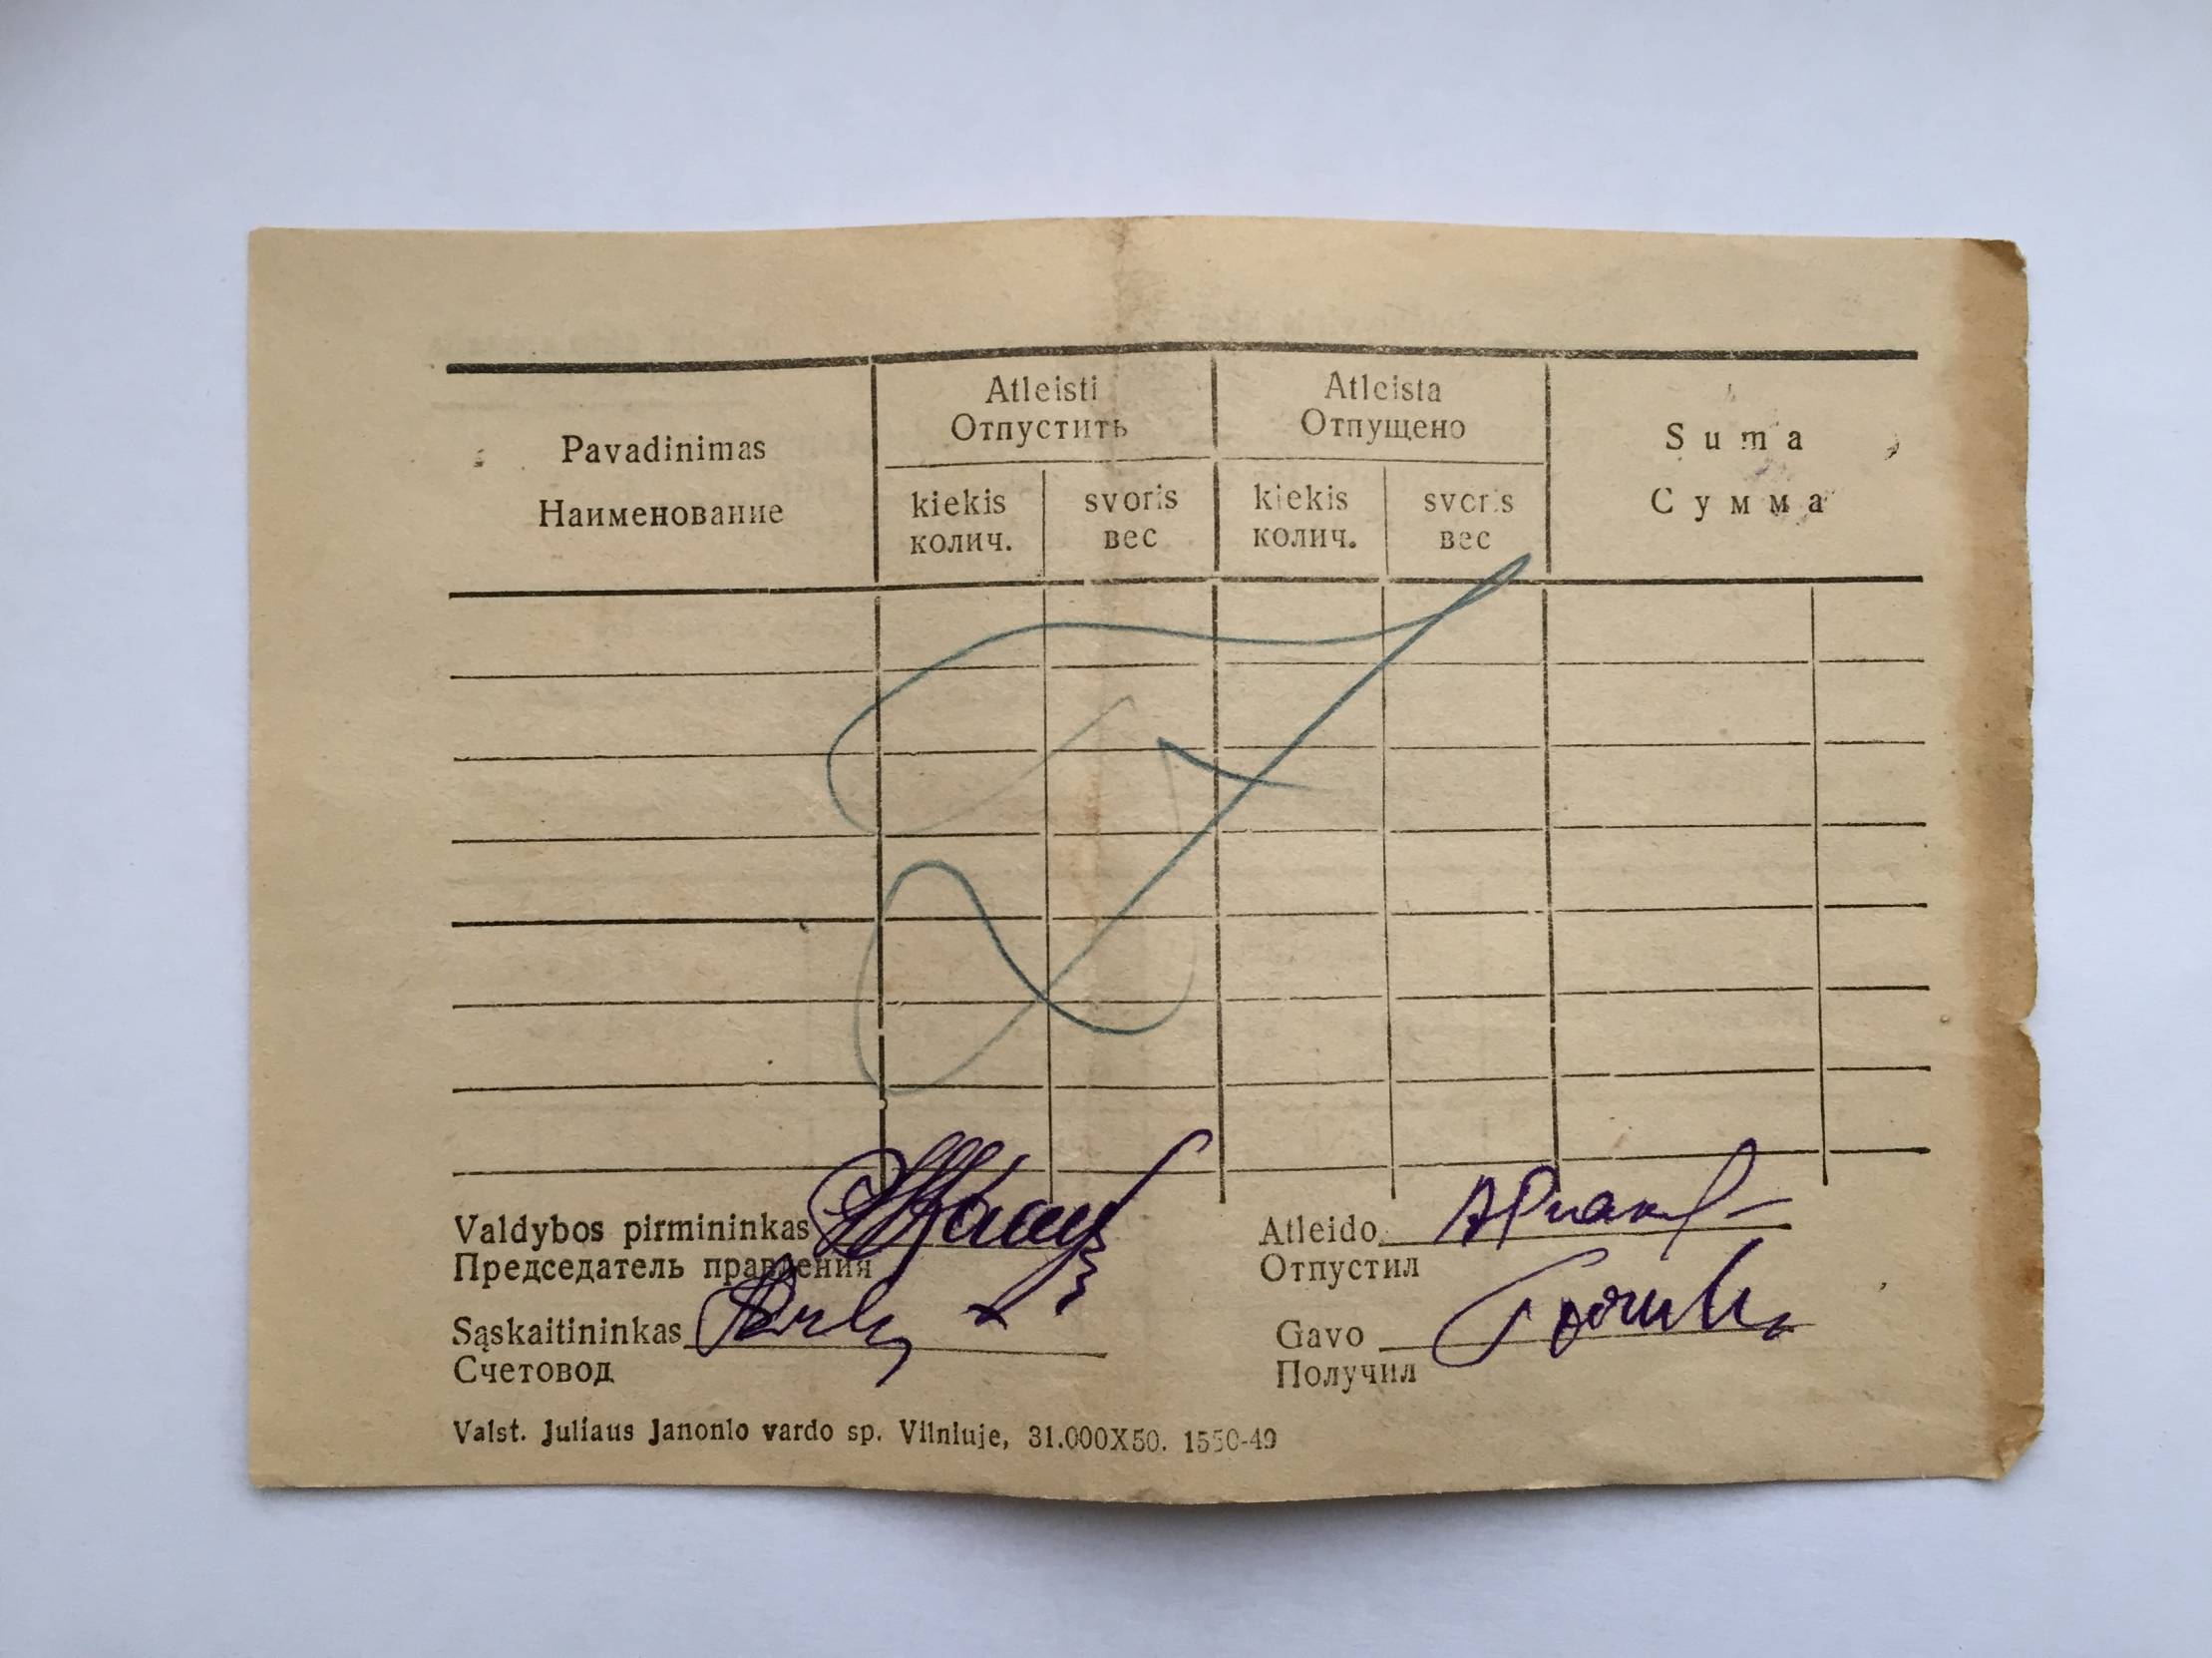 Pavadinimas
Наименование
Atleisti
Отпустить
kiekis
колич.
svoris
вес
Atleista
Отпущено
kiekis
колич.
svoris
вес
Suma
Сумма
Valdybos pirmininkas
Председатель правления
Sąskaitininkas
Счетовод
Atleido
Отпустил
Gavo
Получил
Valst. Juliaus Janonlo vardo sp. Vilniuje, 31.000X50. 1550-49